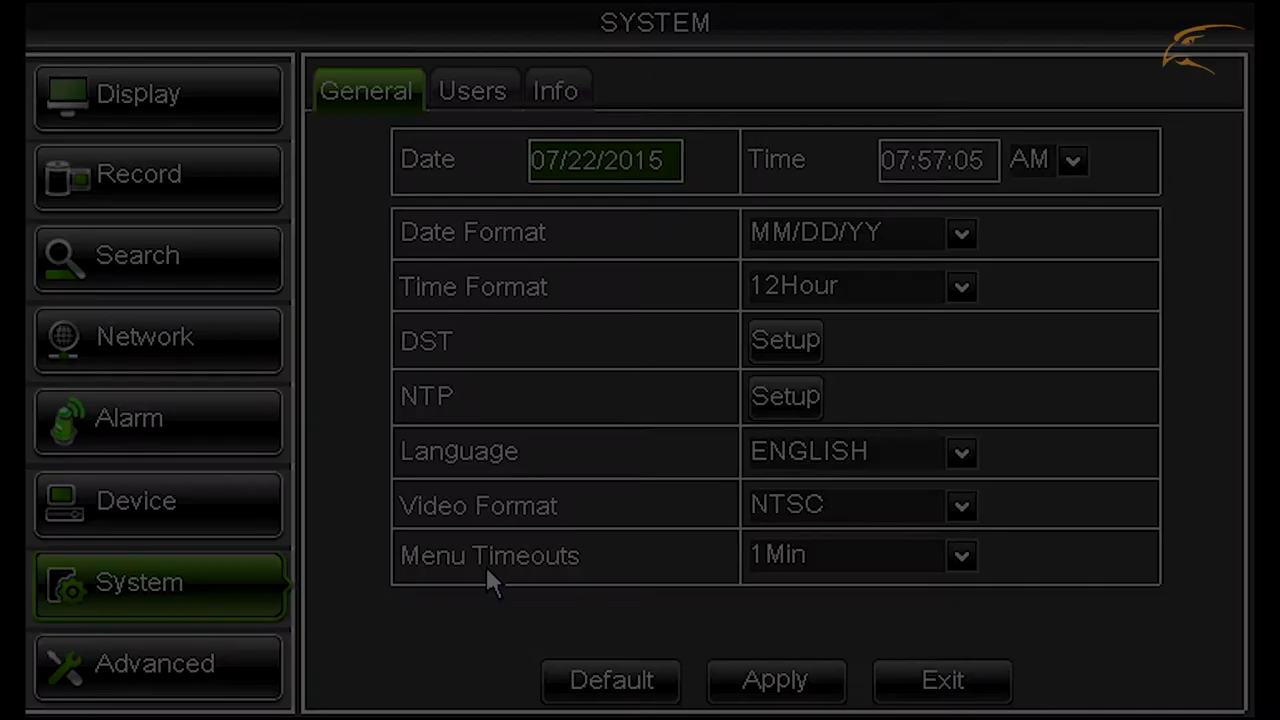 SYSTEM
Display
Record
Search
Network
Alarm
Device
System
Advanced
General Users Info
Date 07/22/2015 Time 07:57:05 AM
Date Format MM/DD/YY
Time Format 12Hour
DST Setup
NTP Setup
Language ENGLISH
Video Format NTSC
Menu Timeouts 1Min
Default Apply Exit